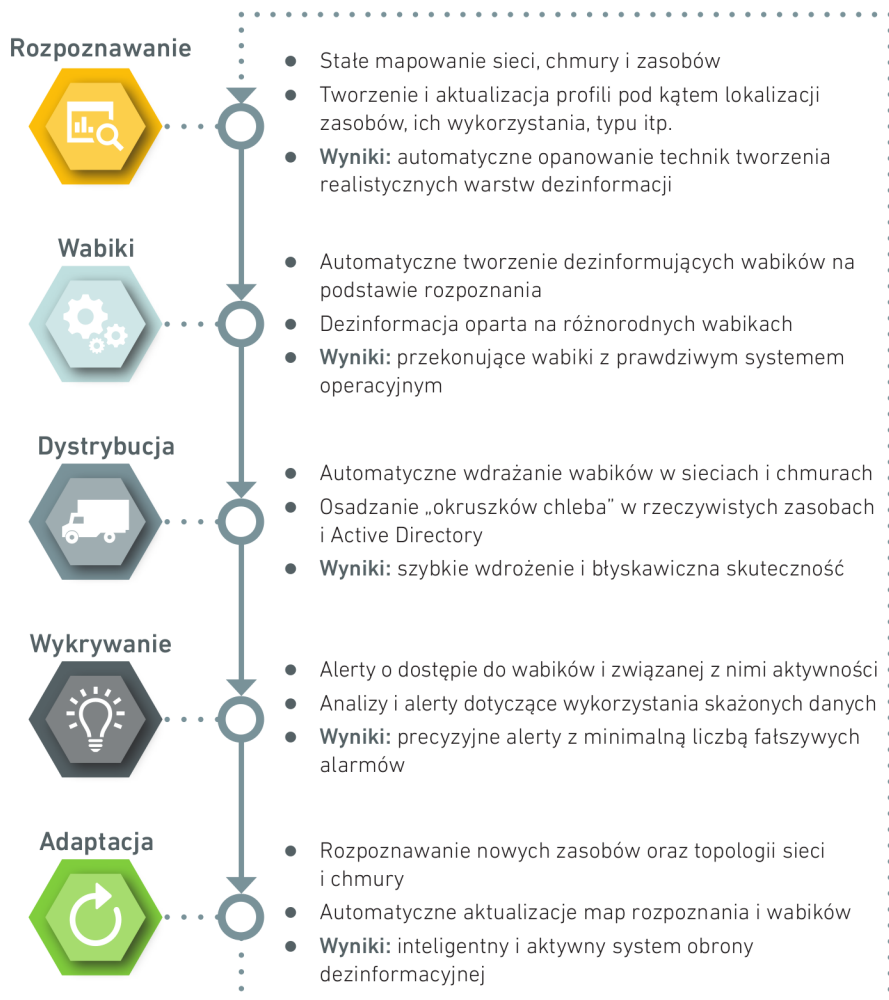 Rozpoznawanie
● Stałe mapowanie sieci, chmury i zasobów
● Tworzenie i aktualizacja profili pod kątem lokalizacji
zasobów, ich wykorzystania, typu itp.
● Wyniki: automatyczne opanowanie technik tworzenia
realistycznych warstw dezinformacji
Wabiki
● Automatyczne tworzenie dezinformujących wabików na
podstawie rozpoznania
● Dezinformacja oparta na różnorodnych wabikach
● Wyniki: przekonujące wabiki z prawdziwym systemem
operacyjnym
Dystrybucja
● Automatyczne wdrażanie wabików w sieciach i chmurach
● Osadzanie „okruszków chleba” w rzeczywistych zasobach
i Active Directory
● Wyniki: szybkie wdrożenie i błyskawiczna skuteczność
Wykrywanie
● Alerty o dostępie do wabików i związanej z nimi aktywności
● Analizy i alerty dotyczące wykorzystania skażonych danych
● Wyniki: precyzyjne alerty z minimalną liczbą fałszywych
alarmów
Adaptacja
● Rozpoznawanie nowych zasobów oraz topologii sieci
i chmury
● Automatyczne aktualizacje map rozpoznania i wabików
● Wyniki: inteligentny i aktywny system obrony
dezinformacyjnej